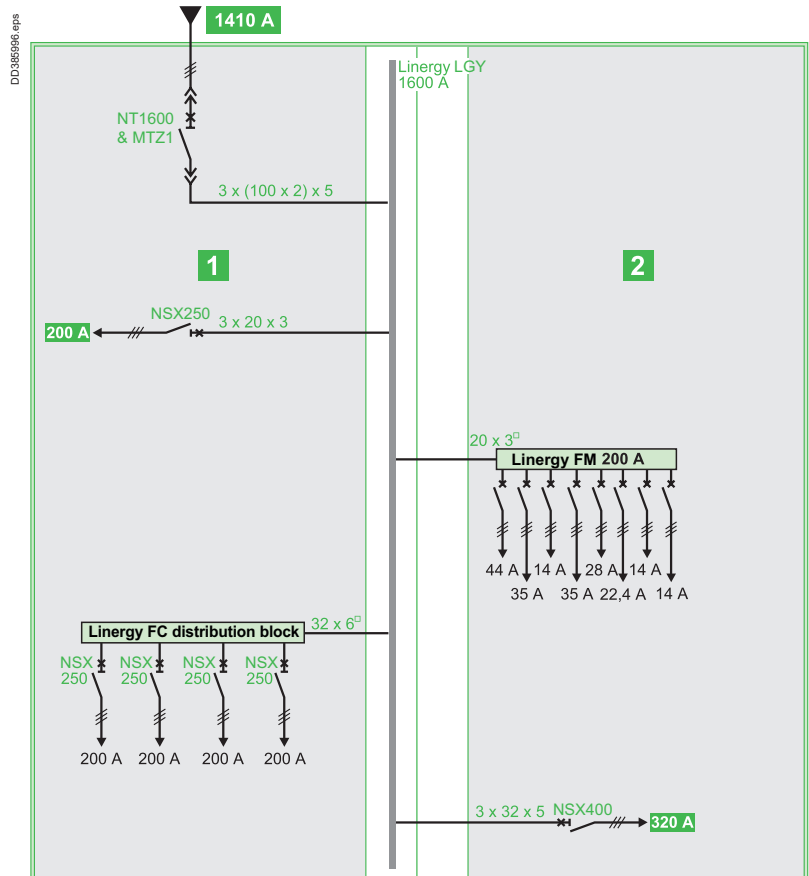 DD385996.eps
1410 A
Linergy LGY
1600 A
NT1600
& MTZ1
3 x (100 x 2) x 5
1
2
NSX250
200 A
3 x 20 x 3
20 x 3□
Linergy FM 200 A
44 A
14 A
28 A
14 A
35 A
35 A
22,4 A
14 A
32 x 6□
Linergy FC distribution block
NSX
250
NSX
250
NSX
250
NSX
250
200 A
200 A
200 A
200 A
3 x 32 x 5
NSX400
320 A